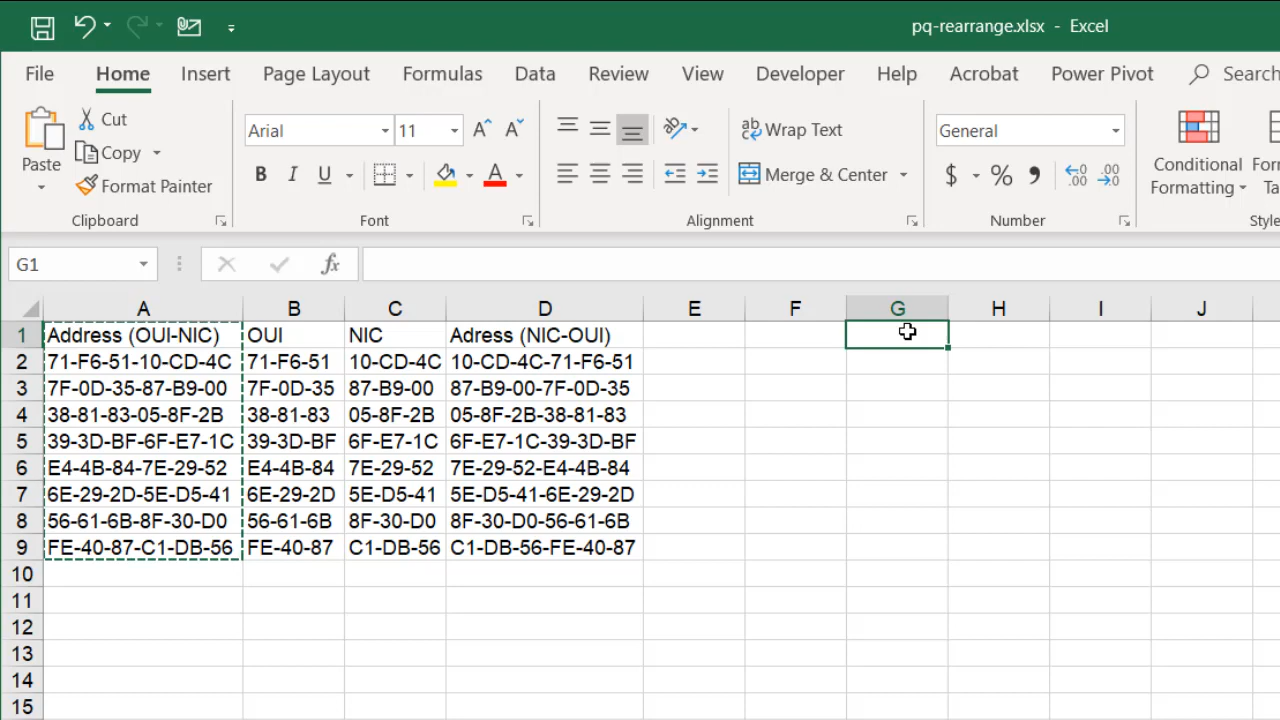 pq-rearrange.xlsx - Excel
File Home Insert Page Layout Formulas Data Review View Developer Help Acrobat Power Pivot Search
Paste
Cut
Copy
Format Painter
Clipboard
Arial 11
B I U
Font
Wrap Text
Merge & Center
Alignment
General
$ % 9 .00 .00
Number
Conditional
Formatting
For
Ta
Style
G1 fx
A B C D E F G H I J
1 Address (OUI-NIC) OUI NIC Adress (NIC-OUI)
2 71-F6-51-10-CD-4C 71-F6-51 10-CD-4C 10-CD-4C-71-F6-51
3 7F-0D-35-87-B9-00 7F-0D-35 87-B9-00 87-B9-00-7F-0D-35
4 38-81-83-05-8F-2B 38-81-83 05-8F-2B 05-8F-2B-38-81-83
5 39-3D-BF-6F-E7-1C 39-3D-BF 6F-E7-1C 6F-E7-1C-39-3D-BF
6 E4-4B-84-7E-29-52 E4-4B-84 7E-29-52 7E-29-52-E4-4B-84
7 6E-29-2D-5E-D5-41 6E-29-2D 5E-D5-41 5E-D5-41-6E-29-2D
8 56-61-6B-8F-30-D0 56-61-6B 8F-30-D0 8F-30-D0-56-61-6B
9 FE-40-87-C1-DB-56 FE-40-87 C1-DB-56 C1-DB-56-FE-40-87
10
11
12
13
14
15